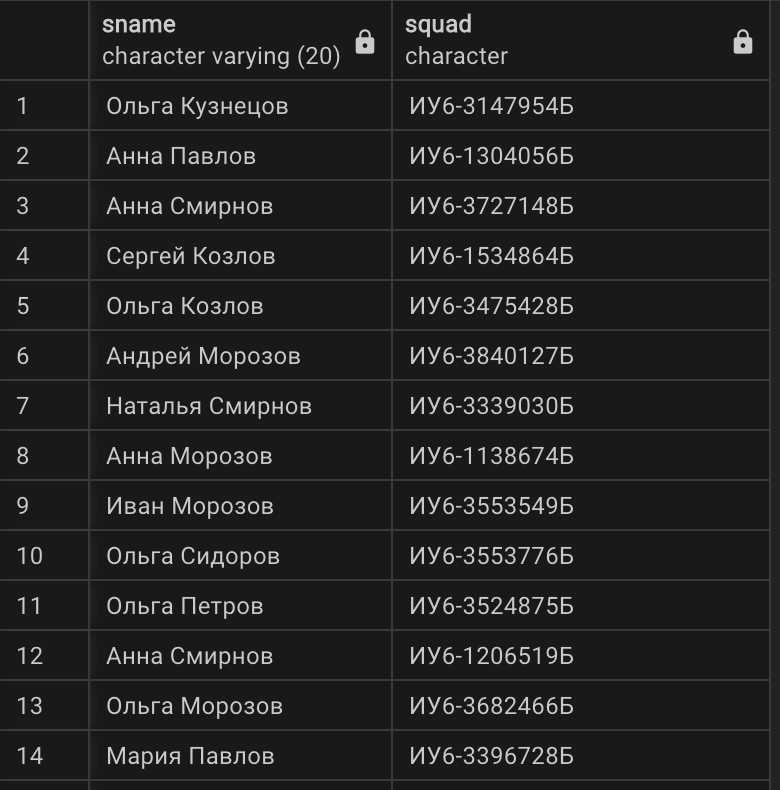 sname squad
character varying (20) character
1 Ольга Кузнецов ИУ6-3147954Б
2 Анна Павлов ИУ6-1304056Б
3 Анна Смирнов ИУ6-3727148Б
4 Сергей Козлов ИУ6-1534864Б
5 Ольга Козлов ИУ6-3475428Б
6 Андрей Морозов ИУ6-3840127Б
7 Наталья Смирнов ИУ6-3339030Б
8 Анна Морозов ИУ6-1138674Б
9 Иван Морозов ИУ6-3553549Б
10 Ольга Сидоров ИУ6-3553776Б
11 Ольга Петров ИУ6-3524875Б
12 Анна Смирнов ИУ6-1206519Б
13 Ольга Морозов ИУ6-3682466Б
14 Мария Павлов ИУ6-3396728Б